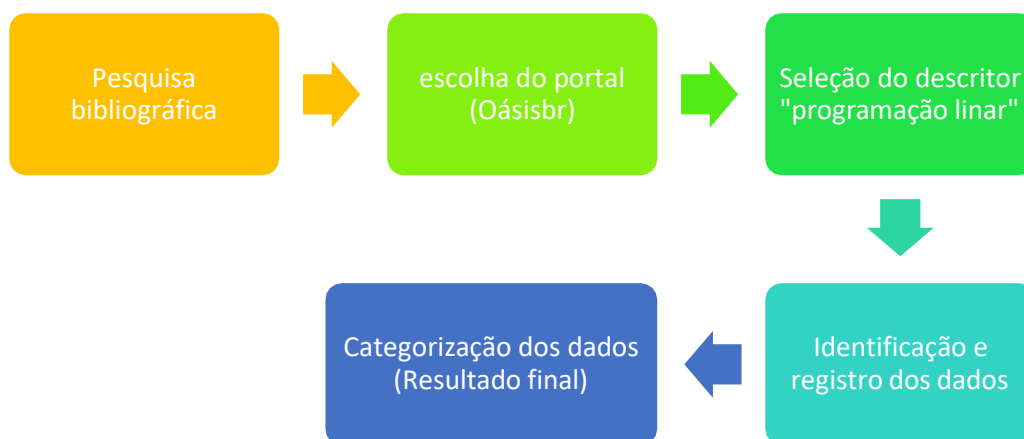 Pesquisa
bibliográfica
escolha do portal
(Oásisbr)
Seleção do descritor
"programação linar"
Identificação e
registro dos dados
Categorização dos dados
(Resultado final)